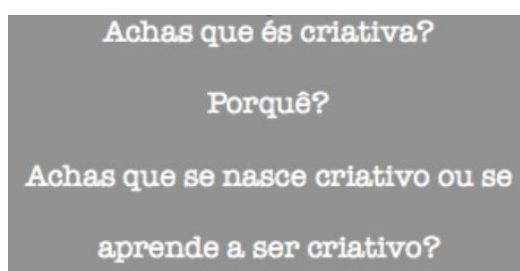 Achas que és criativa?
Porquê?
Achas que se nasce criativo ou se
aprende a ser criativo?